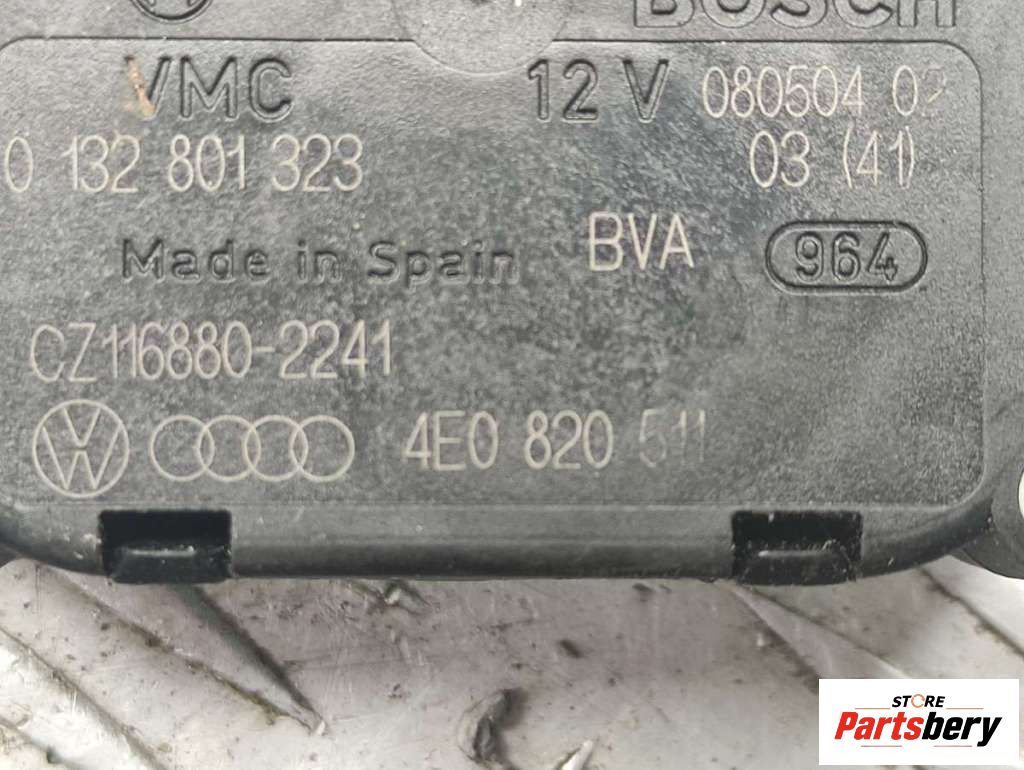 BOSCH
VMC 12 V 080504 02
0 132 801 323 03 (41)
Made in Spain BVA 964
CZ116880-2241
4E0 820 511
STORE
Partsbery